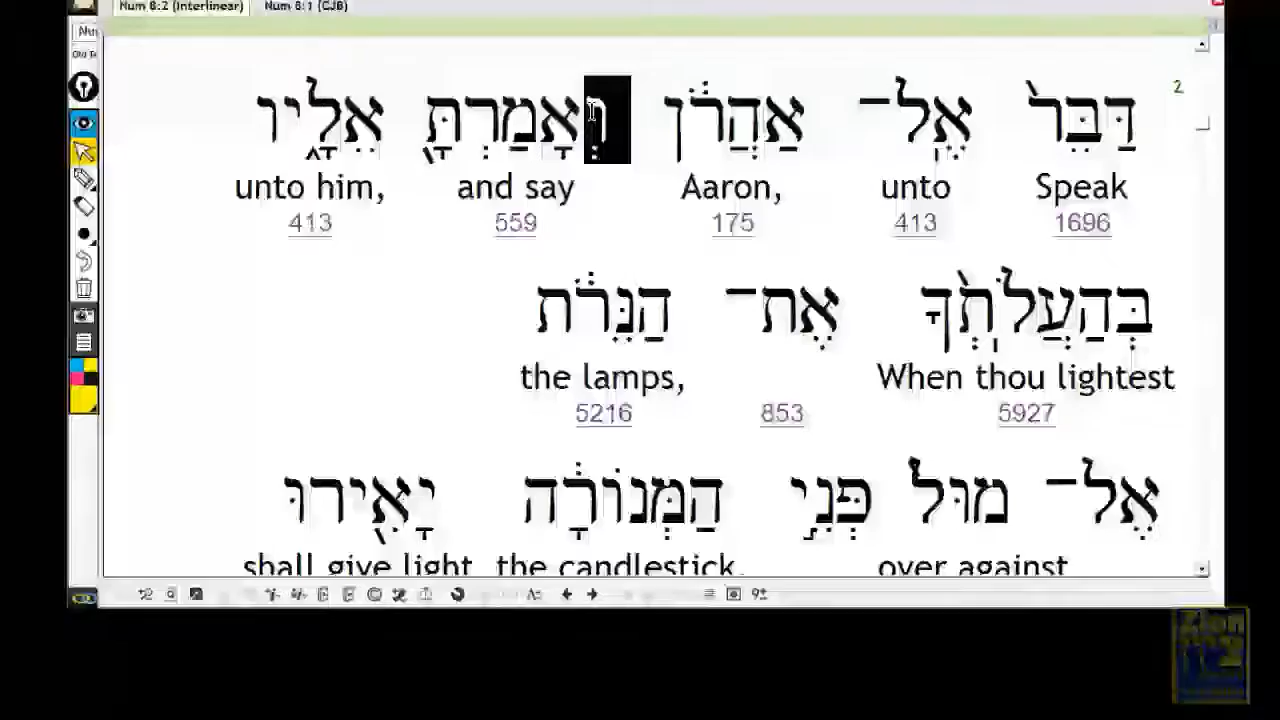 Num 8:2 (Interlinear) Num 8:1 (CJB)
2
דַּבֵּר֙ אֶֽל־ אַהֲרֹ֔ן וְאָמַרְתָּ֖ אֵלָ֑יו
Speak unto Aaron, and say unto him,
1696 413 175 559 413
בְּהַעֲלֹֽתְךָ֙ אֶת־ הַנֵּרֹ֔ת
When thou lightest the lamps,
5927 853 5216
אֶל־ מוּל֙ פְּנֵ֣י הַמְּנוֹרָ֔ה יָאִ֖ירוּ
over against the candlestick. shall give light